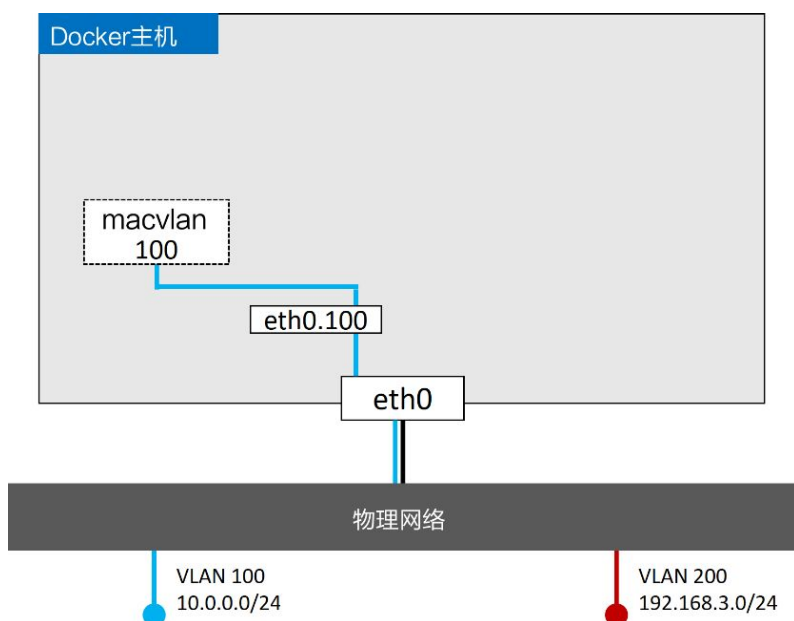 Docker主机
macvlan
100
eth0.100
eth0
物理网络
VLAN 100
10.0.0.0/24
VLAN 200
192.168.3.0/24